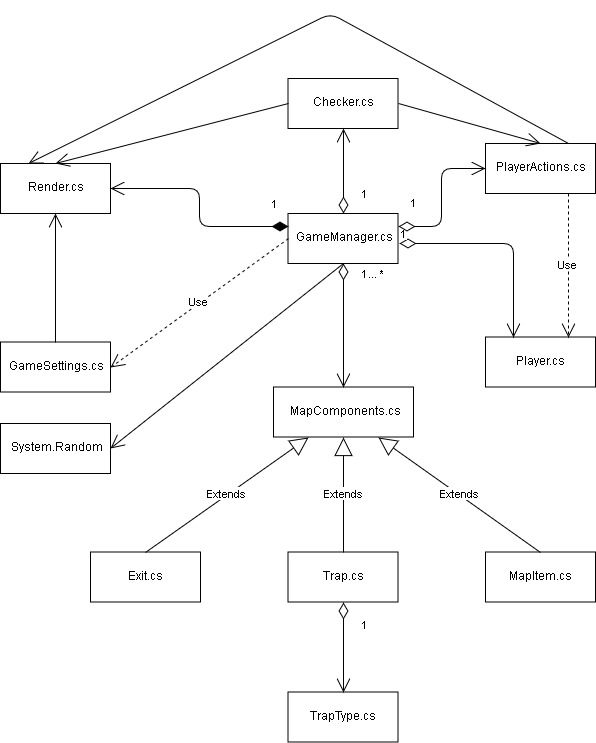 Checker.cs
PlayerActions.cs
Render.cs
1
1
1
GameManager.cs
1
1...*
Use
Use
GameSettings.cs
Player.cs
MapComponents.cs
System.Random
Extends
Extends
Extends
Exit.cs
Trap.cs
MapItem.cs
1
TrapType.cs